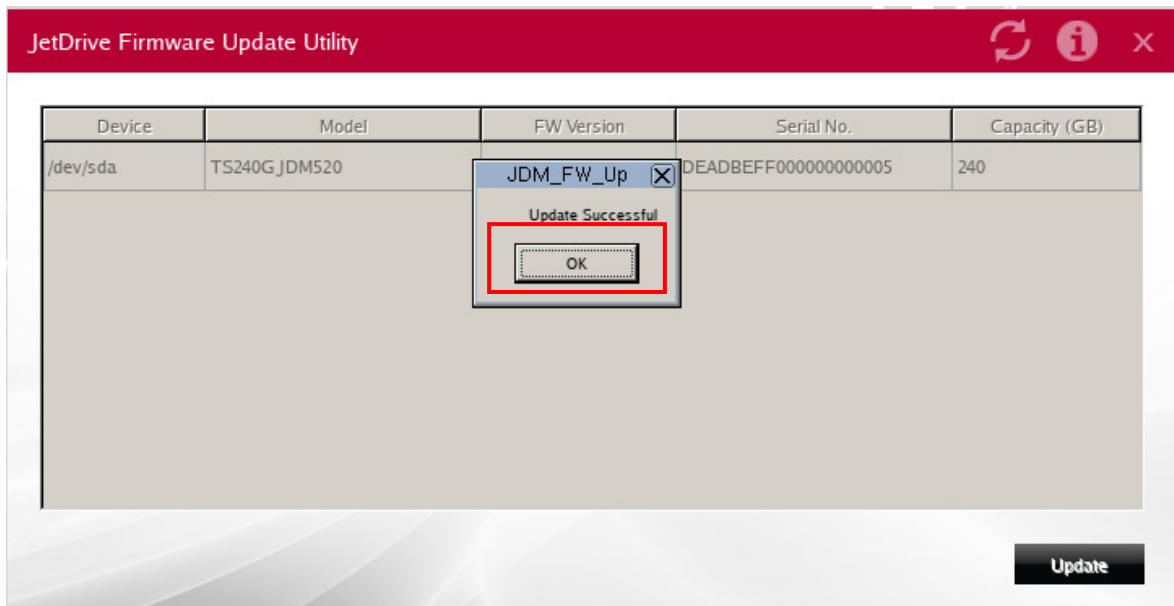 JetDrive Firmware Update Utility
Device Model FW Version Serial No. Capacity (GB)
/dev/sda TS240GJDM520 DEADBEFF000000000005 240
JDM_FW_Up
Update Successful
OK
Update